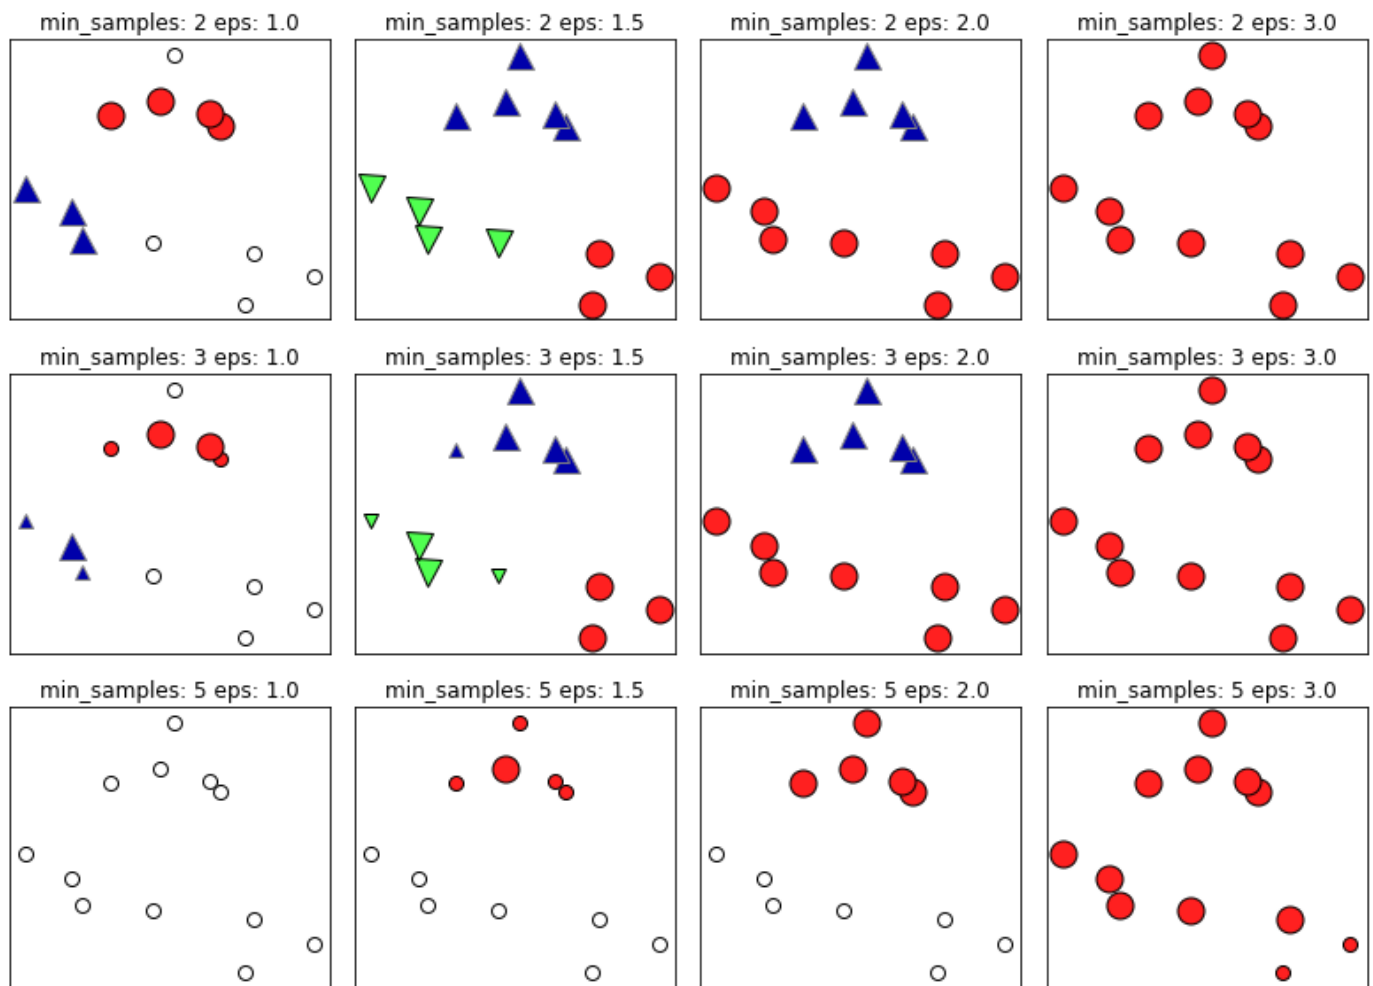 min_samples: 2 eps: 1.0
min_samples: 2 eps: 1.5
min_samples: 2 eps: 2.0
min_samples: 2 eps: 3.0
min_samples: 3 eps: 1.0
min_samples: 3 eps: 1.5
min_samples: 3 eps: 2.0
min_samples: 3 eps: 3.0
min_samples: 5 eps: 1.0
min_samples: 5 eps: 1.5
min_samples: 5 eps: 2.0
min_samples: 5 eps: 3.0